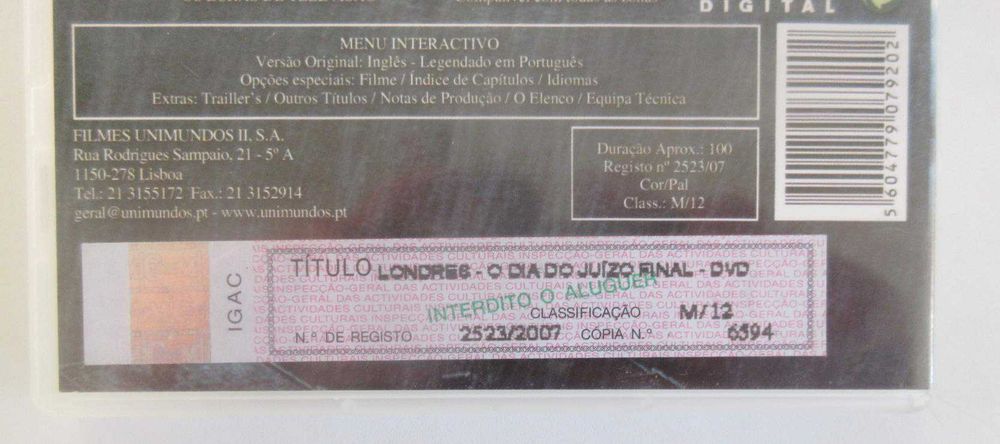 DIGITAL
MENU INTERACTIVO
Versão Original: Inglês - Legendado em Português
Opções especiais: Filme / Índice de Capítulos / Idiomas
Extras: Trailler's / Outros Títulos / Notas de Produção / O Elenco / Equipa Técnica
FILMES UNIMUNDOS II, S.A.
Rua Rodrigues Sampaio, 21 - 5º A
1150-278 Lisboa
Tel.: 21 3155172 Fax.: 21 3152914
geral@unimundos.pt - www.unimundos.pt
Duração Aprox.: 100
Registo nº 2523/07
Cor/Pal
Class.: M/12
5 604779 079202
IGAC
TÍTULO LONDRES - O DIA DO JUÍZO FINAL - DVD
INTERDITO O ALUGUER
CLASSIFICAÇÃO M/12
N.º DE REGISTO 2523/2007 CÓPIA N.º 6594